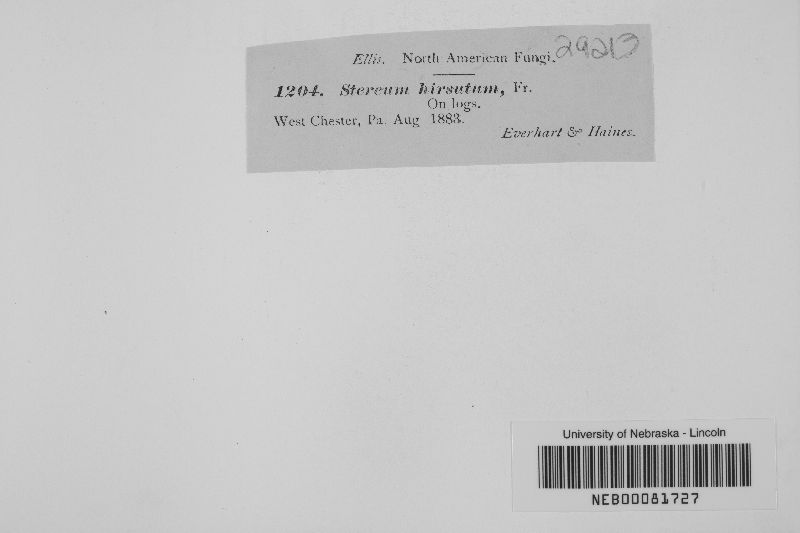 Ellis. North American Fungi. 29213
1204. Stereum hirsutum, Fr.
On logs.
West Chester, Pa. Aug 1883.
Everhart & Haines.
University of Nebraska - Lincoln
NEB00081727